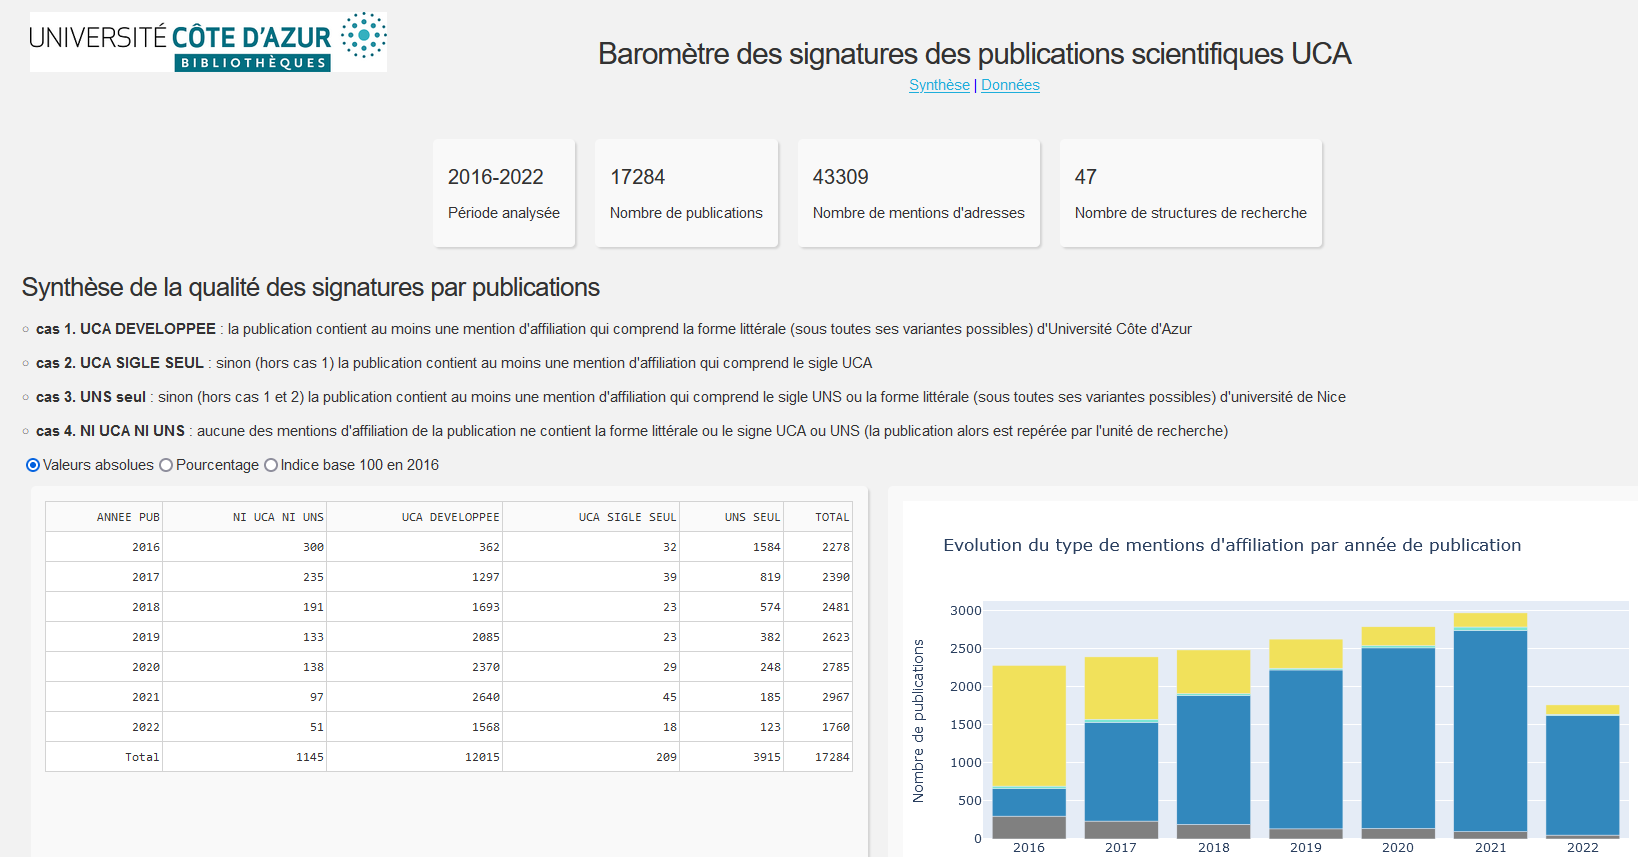 UNIVERSITÉ CÔTE D'AZUR
BIBLIOTHÈQUES
Baromètre des signatures des publications scientifiques UCA
Synthèse | Données
2016-2022
Période analysée
17284
Nombre de publications
43309
Nombre de mentions d'adresses
47
Nombre de structures de recherche
Synthèse de la qualité des signatures par publications
cas 1. UCA DEVELOPPEE : la publication contient au moins une mention d'affiliation qui comprend la forme littérale (sous toutes ses variantes possibles) d'Université Côte d'Azur
cas 2. UCA SIGLE SEUL : sinon (hors cas 1) la publication contient au moins une mention d'affiliation qui comprend le sigle UCA
cas 3. UNS seul : sinon (hors cas 1 et 2) la publication contient au moins une mention d'affiliation qui comprend le sigle UNS ou la forme littérale (sous toutes ses variantes possibles) d'université de Nice
cas 4. NI UCA NI UNS : aucune des mentions d'affiliation de la publication ne contient la forme littérale ou le signe UCA ou UNS (la publication alors est repérée par l'unité de recherche)
Valeurs absolues Pourcentage Indice base 100 en 2016
ANNEE PUB NI UCA NI UNS UCA DEVELOPPEE UCA SIGLE SEUL UNS SEUL TOTAL
2016 300 362 32 1584 2278
2017 235 1297 39 819 2390
2018 191 1693 23 574 2481
2019 133 2085 23 382 2623
2020 138 2370 29 248 2785
2021 97 2640 45 185 2967
2022 51 1568 18 123 1760
Total 1145 12015 209 3915 17284
Evolution du type de mentions d'affiliation par année de publication
Nombre de publications
3000
2500
2000
1500
1000
500
0
2016 2017 2018 2019 2020 2021 2022